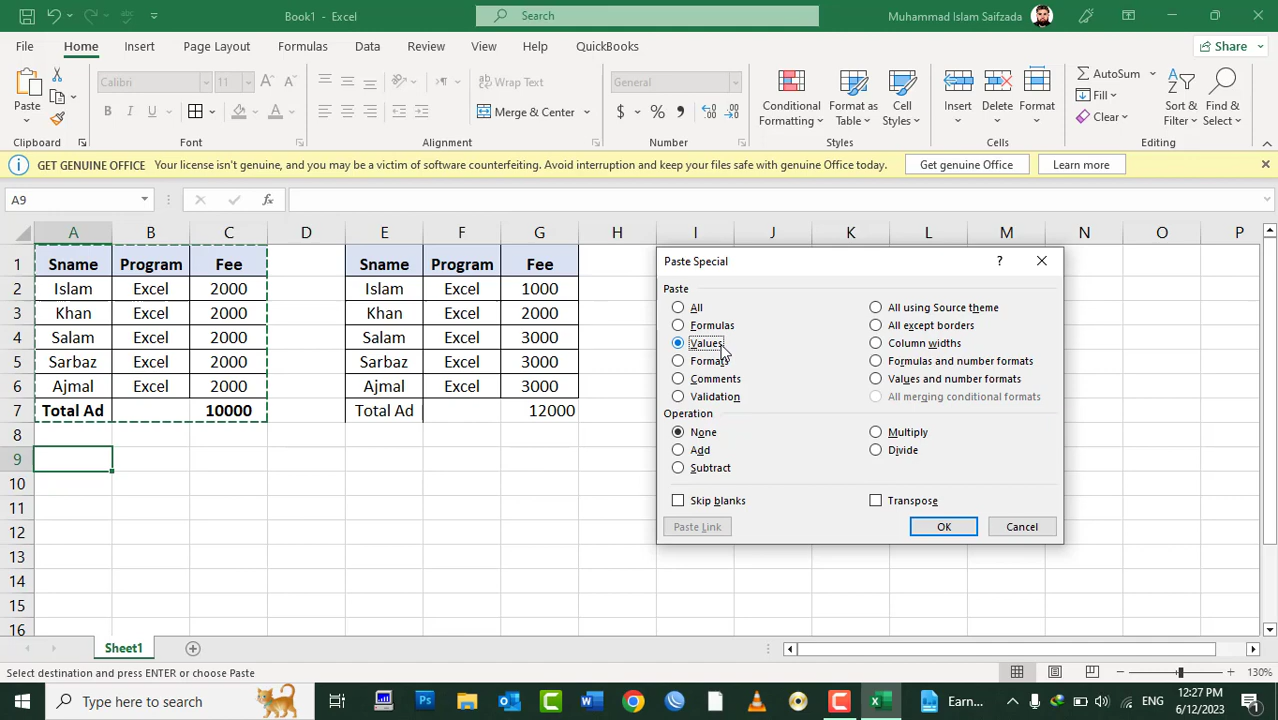 Book1 - Excel
Search
Muhammad Islam Saifzada
File Home Insert Page Layout Formulas Data Review View Help QuickBooks Share
Paste
Calibri 11
B I U
Wrap Text
Merge & Center
General
$ %
Conditional Formatting
Format as Table
Cell Styles
Insert Delete Format
AutoSum
Fill
Clear
Sort & Filter
Find & Select
Clipboard Font Alignment Number Styles Cells Editing
GET GENUINE OFFICE Your license isn't genuine, and you may be a victim of software counterfeiting. Avoid interruption and keep your files safe with genuine Office today. Get genuine Office Learn more
A9 fx
A B C D E F G H I J K L M N O P
1 Sname Program Fee Sname Program Fee
2 Islam Excel 2000 Islam Excel 1000
3 Khan Excel 2000 Khan Excel 2000
4 Salam Excel 2000 Salam Excel 3000
5 Sarbaz Excel 2000 Sarbaz Excel 3000
6 Ajmal Excel 2000 Ajmal Excel 3000
7 Total Ad 10000 Total Ad 12000
8
9
10
11
12
13
14
15
16
Paste Special ?
Paste
All All using Source theme
Formulas All except borders
Values Column widths
Formats Formulas and number formats
Comments Values and number formats
Validation All merging conditional formats
Operation
None Multiply
Add Divide
Subtract
Skip blanks Transpose
Paste Link OK Cancel
Sheet1
Select destination and press ENTER or choose Paste
130%
Type here to search
Earn...
ENG
12:27 PM
6/12/2023